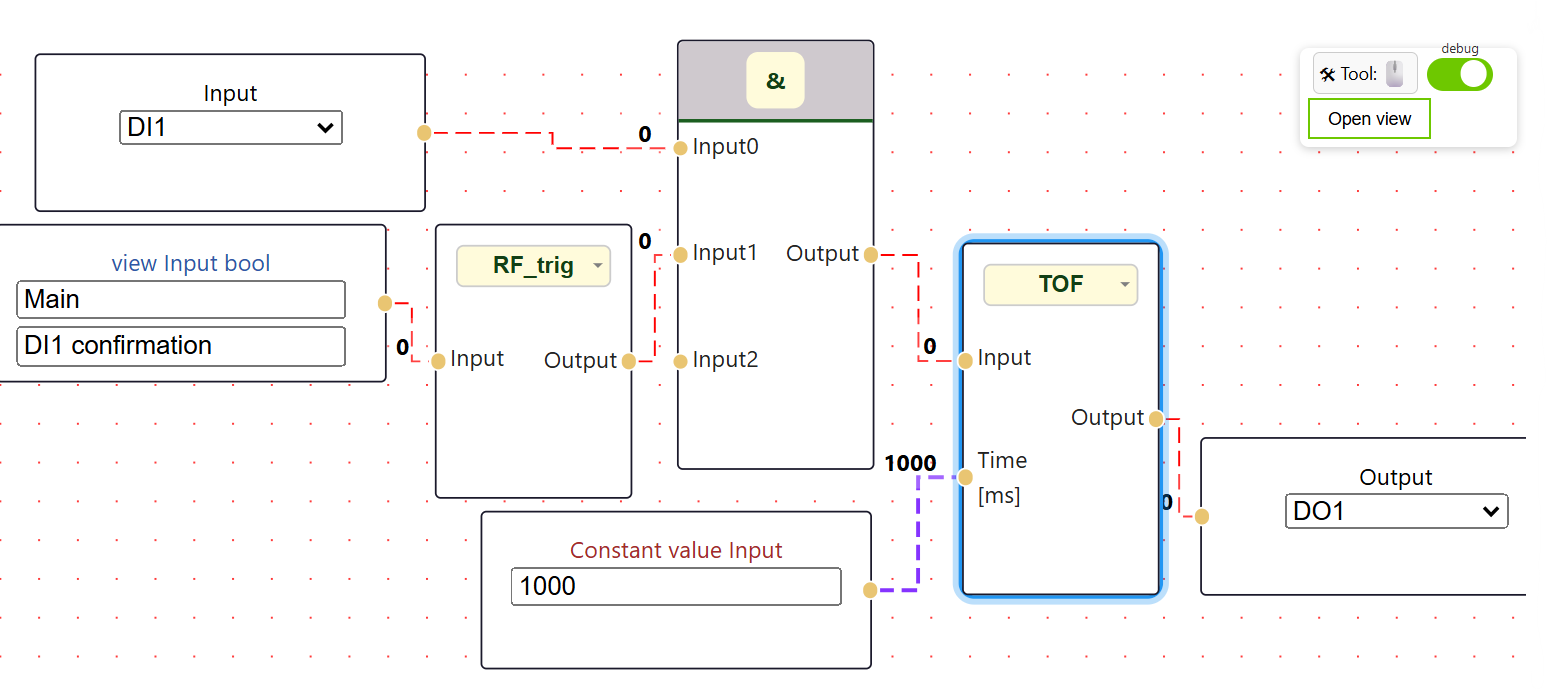 debug
Tool:
Open view
Input
DI1
0
&
Input0
Input1
Output
Input2
view Input bool
Main
DI1 confirmation
0
RF_trig
Input
Output
0
TOF
Input
0
Output
Time
[ms]
1000
Constant value Input
1000
Output
DO1
0